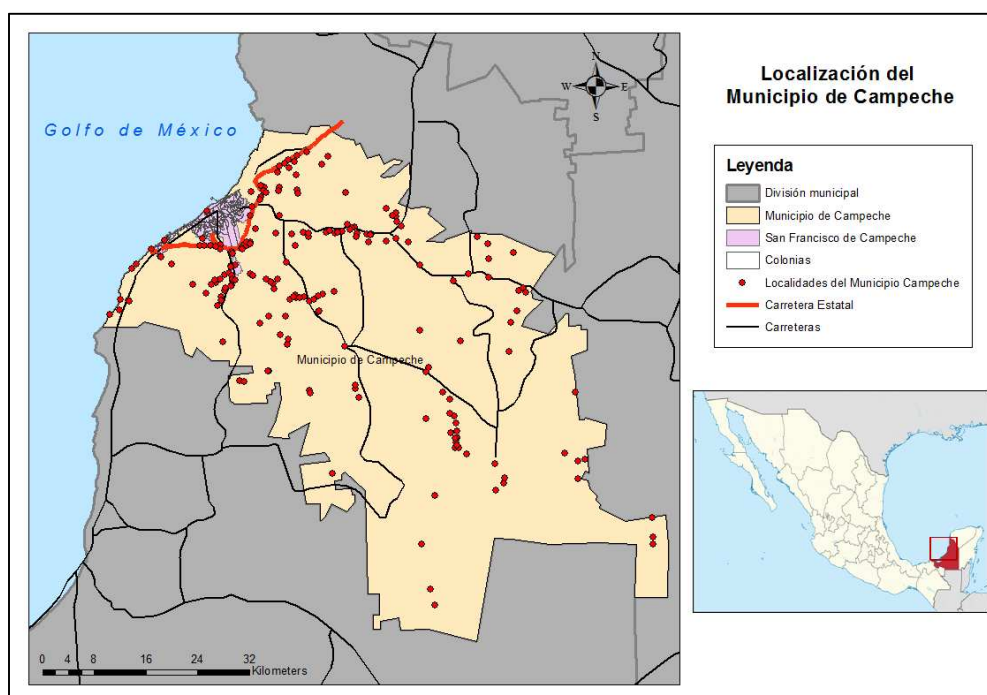 Golfo de México
N
W
E
S
Municipio de Campeche
0 4 8 16 24 32
Kilometers
Localización del
Municipio de Campeche
Leyenda
División municipal
Municipio de Campeche
San Francisco de Campeche
Colonias
Localidades del Municipio Campeche
Carretera Estatal
Carreteras